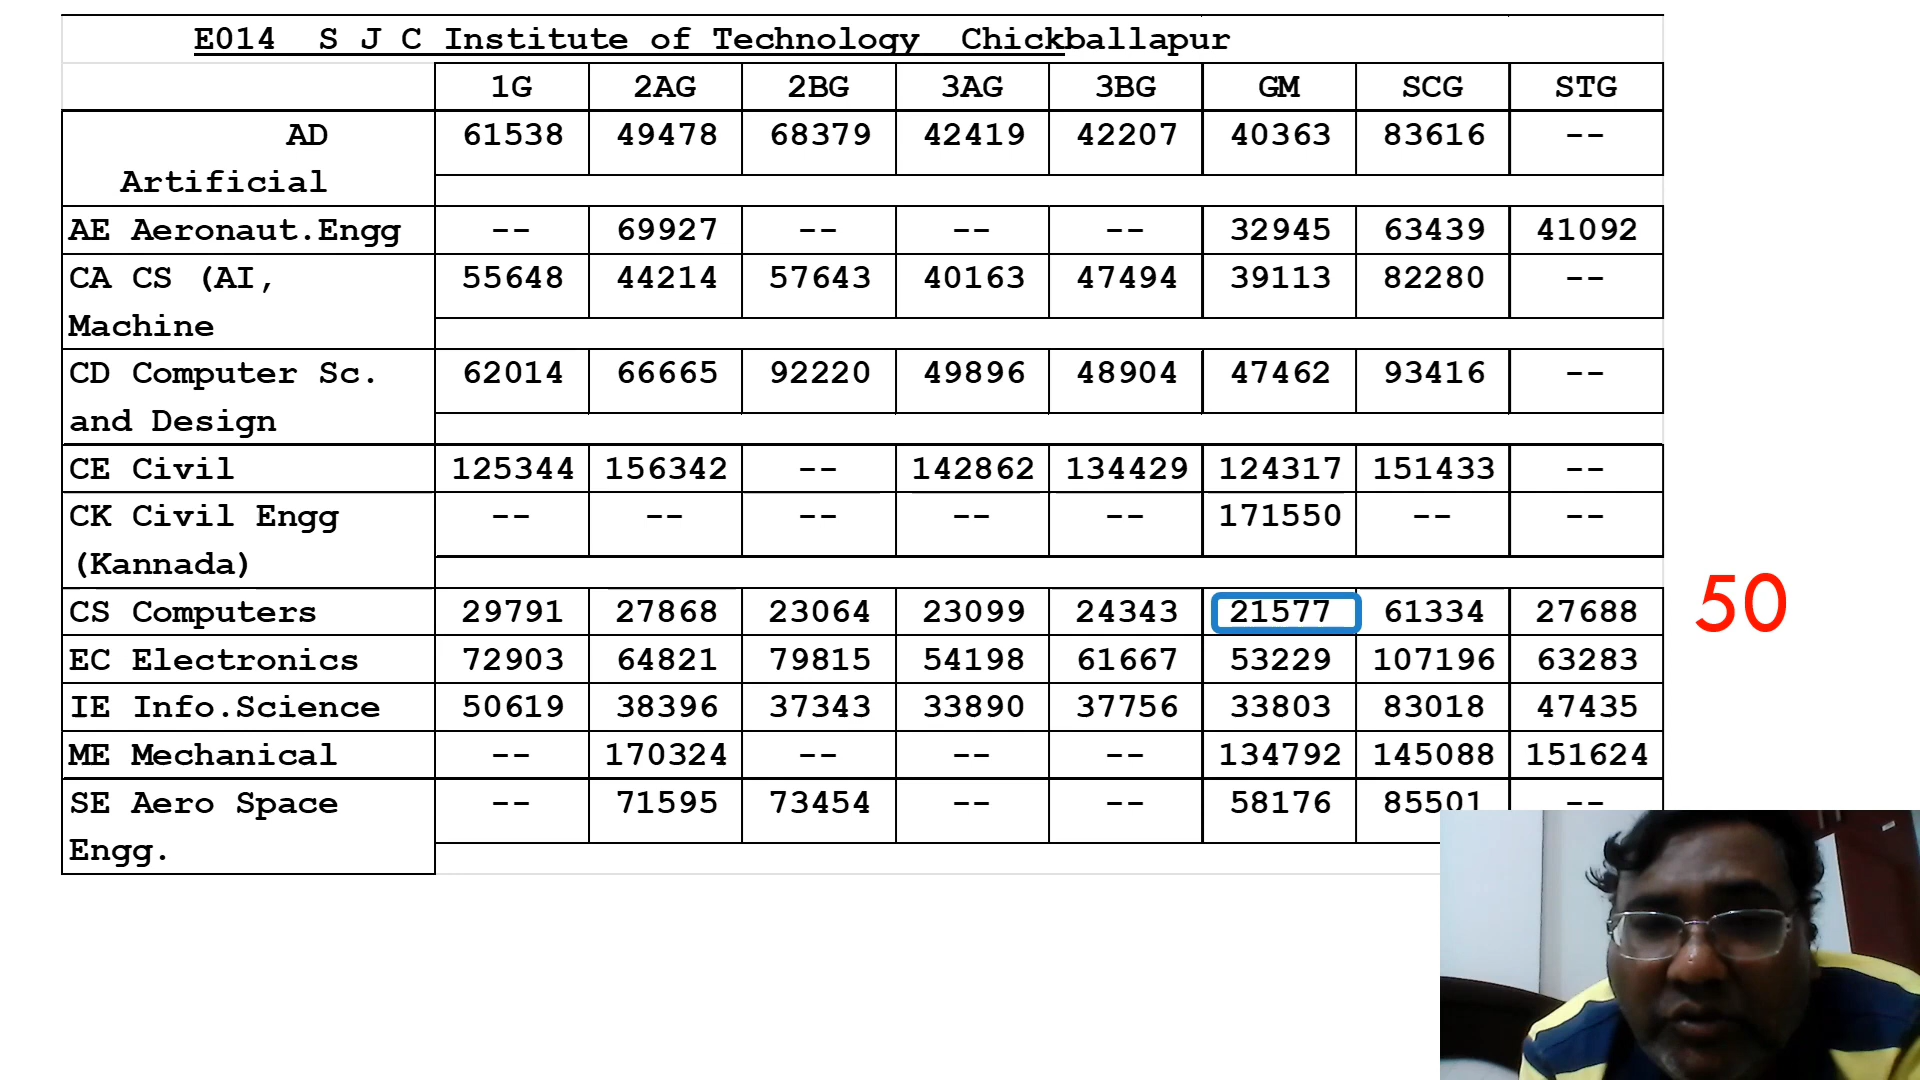 E014 S J C Institute of Technology Chickballapur
1G 2AG 2BG 3AG 3BG GM SCG STG
AD 61538 49478 68379 42419 42207 40363 83616 --
Artificial
AE Aeronaut.Engg -- 69927 -- -- -- 32945 63439 41092
CA CS (AI, 55648 44214 57643 40163 47494 39113 82280 --
Machine
CD Computer Sc. 62014 66665 92220 49896 48904 47462 93416 --
and Design
CE Civil 125344 156342 -- 142862 134429 124317 151433 --
CK Civil Engg -- -- -- -- -- 171550 -- --
(Kannada)
CS Computers 29791 27868 23064 23099 24343 21577 61334 27688 50
EC Electronics 72903 64821 79815 54198 61667 53229 107196 63283
IE Info.Science 50619 38396 37343 33890 37756 33803 83018 47435
ME Mechanical -- 170324 -- -- -- 134792 145088 151624
SE Aero Space -- 71595 73454 -- -- 58176 85501 --
Engg.